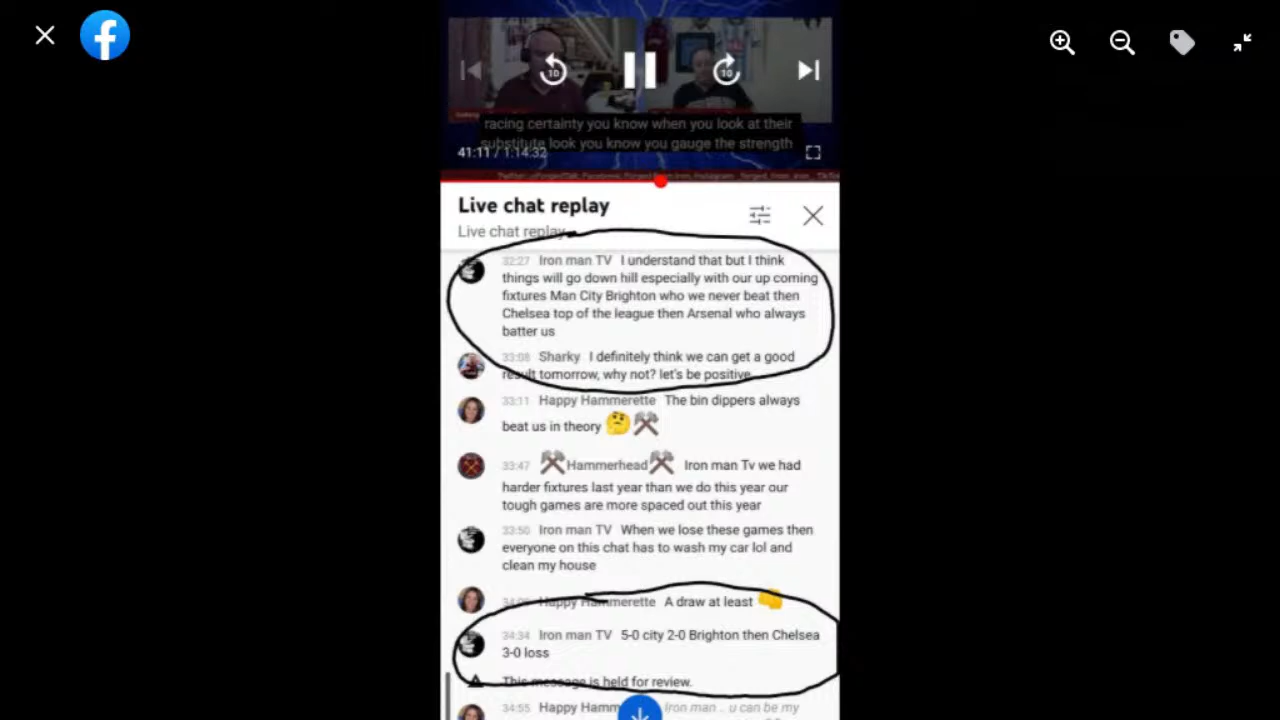 racing certainty you know when you look at their
substitute look you know you gauge the strength
41:11 / 1:14:32
Live chat replay
Live chat replay
32:27 Iron man TV I understand that but I think
things will go down hill especially with our up coming
fixtures Man City Brighton who we never beat then
Chelsea top of the league then Arsenal who always
batter us
33:08 Sharky I definitely think we can get a good
result tomorrow, why not? let's be positive
33:11 Happy Hammerette The bin dippers always
beat us in theory 🤔⚒
33:47 ⚒Hammerhead⚒ Iron man Tv we had
harder fixtures last year than we do this year our
tough games are more spaced out this year
33:50 Iron man TV When we lose these games then
everyone on this chat has to wash my car lol and
clean my house
Happy Hammerette A draw at least
34:34 Iron man TV 5-0 city 2-0 Brighton then Chelsea
3-0 loss
This message is held for review.
34:55 Happy Hamm Iron man... u can be my